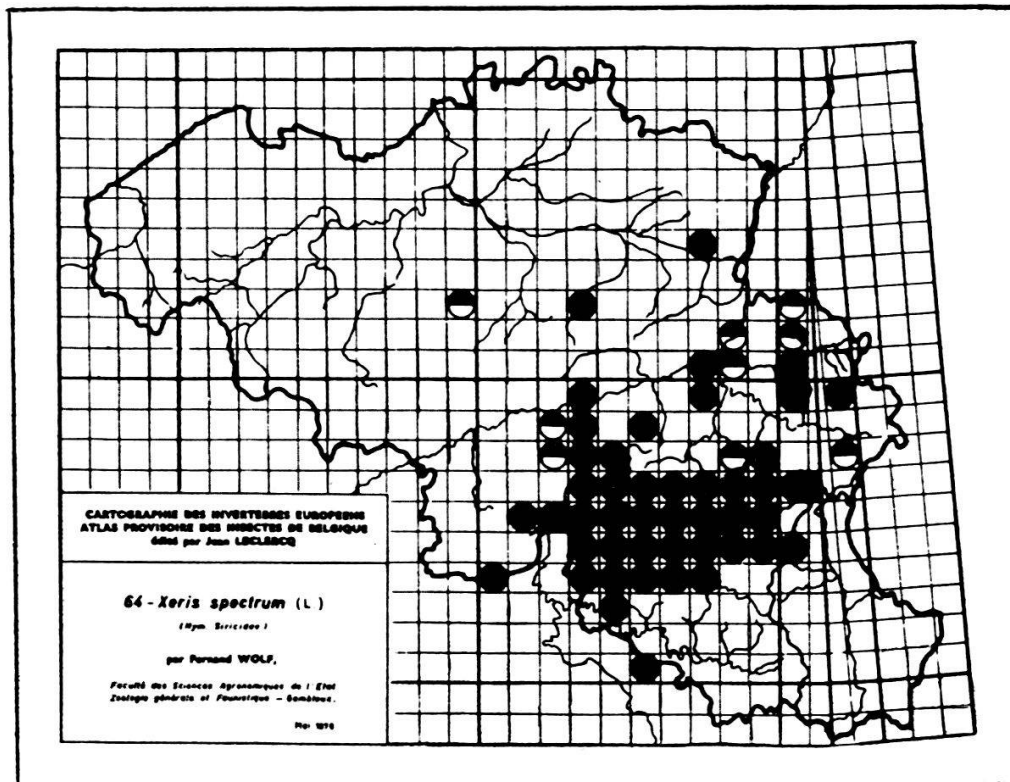 CARTOGRAPHIE DES INVERTEBRES EUROPEENS
ATLAS PROVISOIRE DES INSECTES DE BELGIQUE
édité par Jean LECLERCQ
64 - Xeris spectrum (L)
(Hym. Siricidae)
par Fernand WOLF,
Faculté des Sciences Agronomiques de l'Etat
Zoologie générale et Faunistique - Gembloux.
Mai